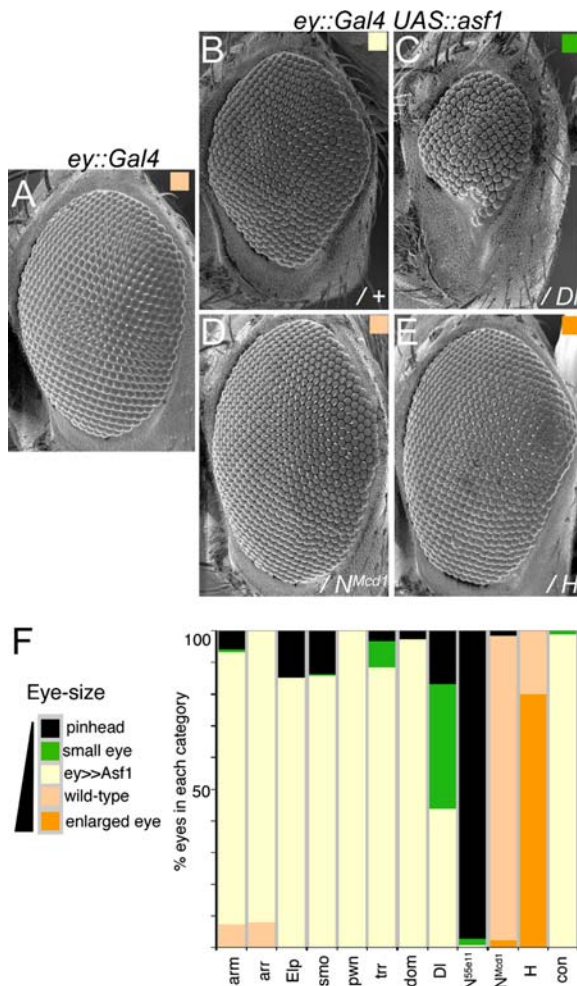 ey::Gal4 UAS::asf1
B
C
ey::Gal4
A
/ +
/ Dl
D
E
/ N^Mcd1
/ H
F
Eye-size
pinhead
small eye
ey>>Asf1
wild-type
enlarged eye
% eyes in each category
100
50
arm
arr
Elp
smo
pwn
trr
dom
Dl
N^55e11
N^Mcd1
H
con